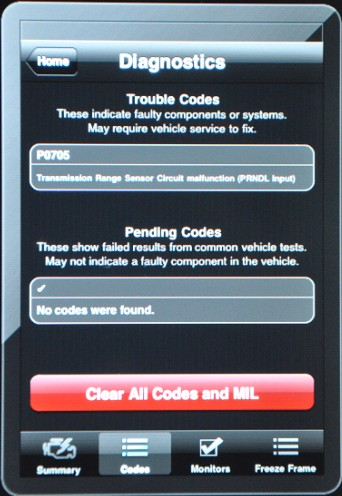 Home
Diagnostics
Trouble Codes
These indicate faulty components or systems.
May require vehicle service to fix.
P0705
Transmission Range Sensor Circuit malfunction (PRNDL Input)
Pending Codes
These show failed results from common vehicle tests.
May not indicate a faulty component in the vehicle.
✔
No codes were found.
Clear All Codes and MIL
Summary
Codes
Monitors
Freeze Frame